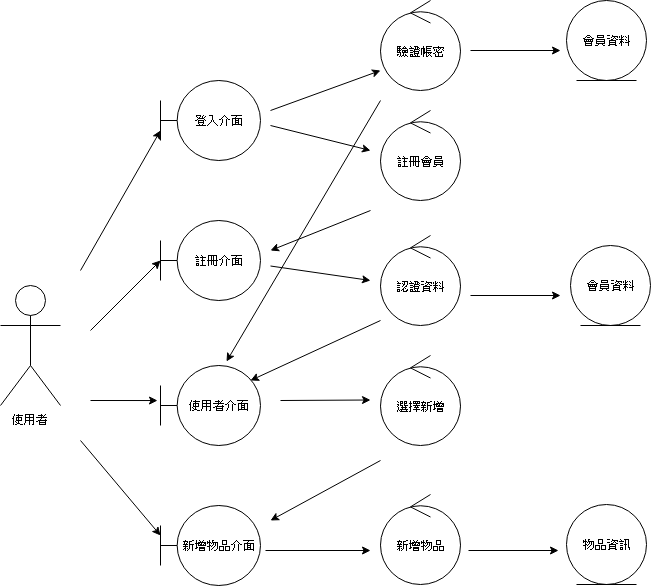 驗證帳密
會員資料
登入介面
註冊會員
註冊介面
認證資料
會員資料
使用者
使用者介面
選擇新增
新增物品介面
新增物品
物品資訊